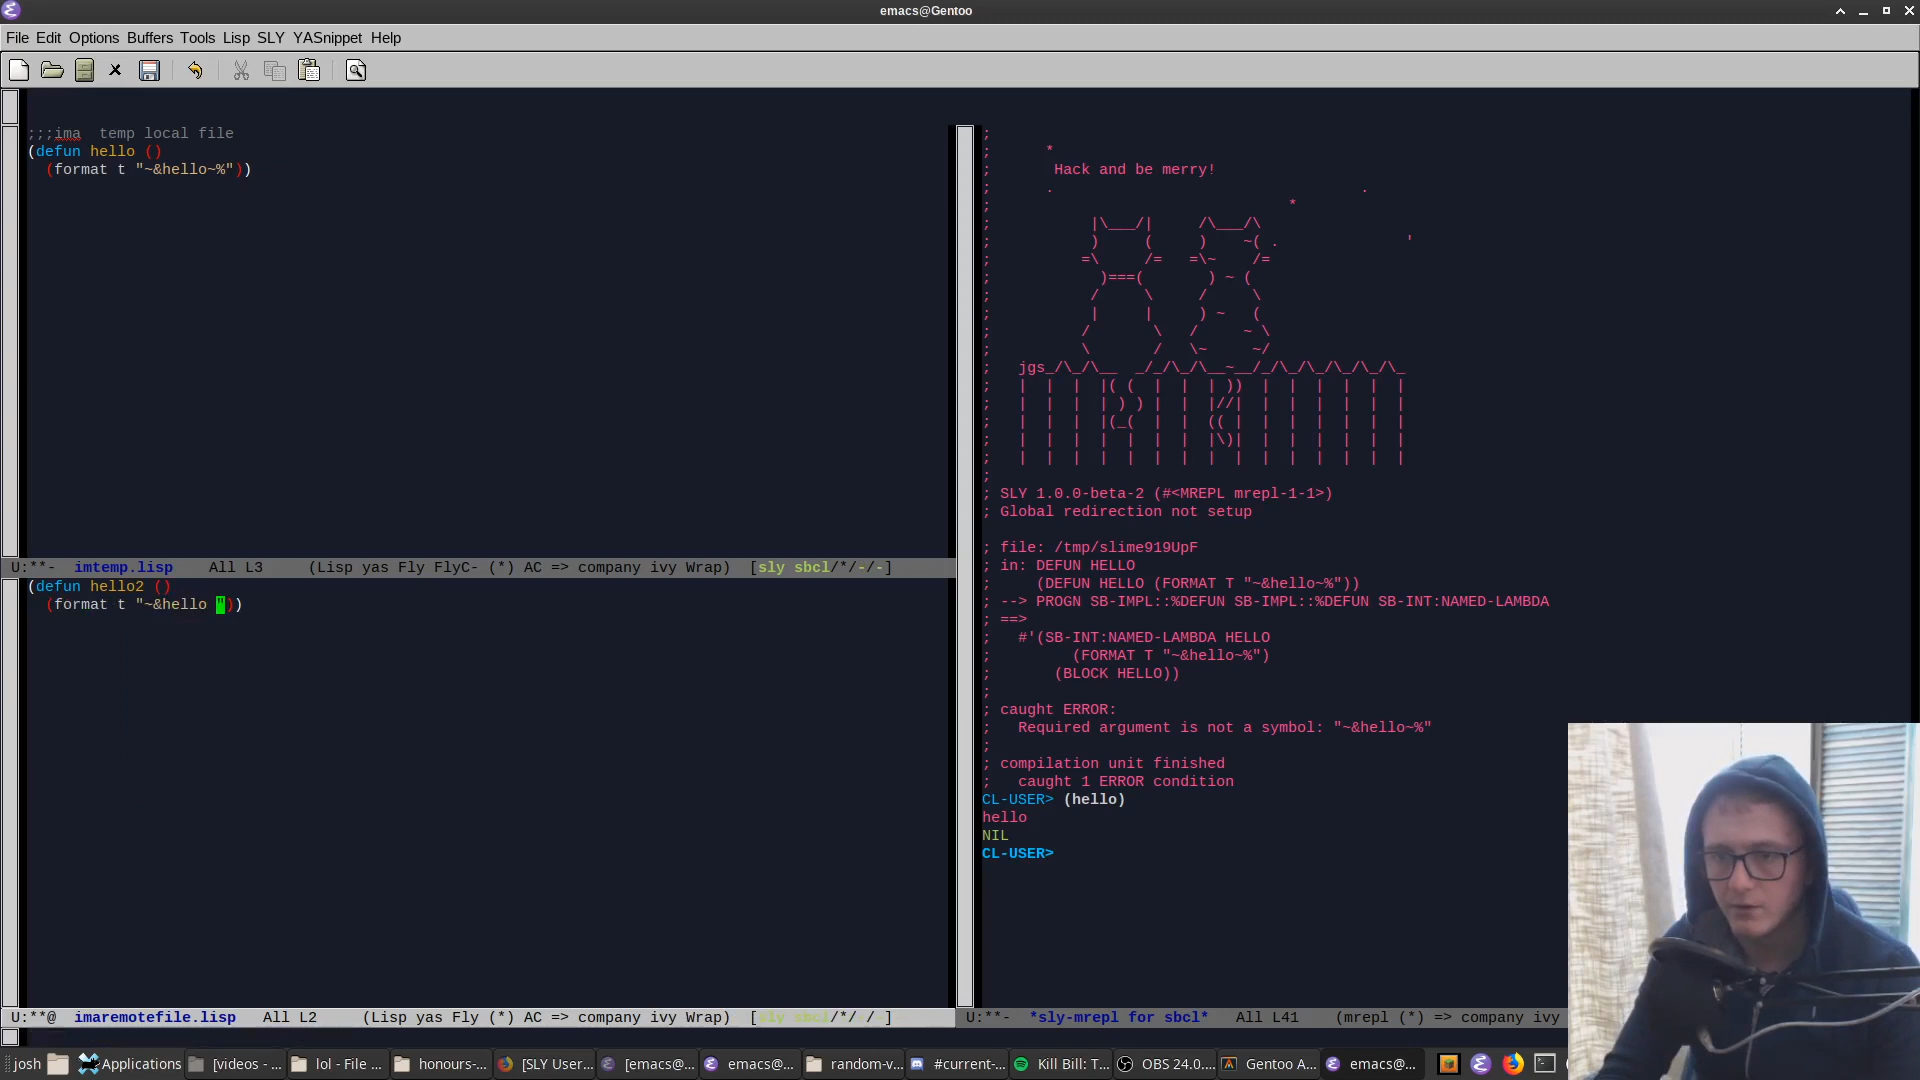 emacs@Gentoo
File Edit Options Buffers Tools Lisp SLY YASnippet Help
;;;ima  temp local file
(defun hello ()
  (format t "~&hello~%"))
U:**-  imtemp.lisp    All L3     (Lisp yas Fly FlyC- (*) AC => company ivy Wrap)  [sly sbcl/*/-/-]
(defun hello2 ()
  (format t "~&hello "))
U:**@  imaremotefile.lisp   All L2     (Lisp yas Fly (*) AC => company ivy Wrap)  [sly sbcl/*/ / ]
;
;      *
;       Hack and be merry!
;      .                                  .
;                                 *
;           |\___/|     /\___/\
;           )     (     )    ~( .              '
;          =\     /=   =\~    /=
;            )===(       ) ~ (
;           /     \     /     \
;           |     |     ) ~   (
;          /       \   /     ~ \
;          \       /   \~     ~/
;   jgs_/\_/\__  _/_/\_/\__~__/_/\_/\_/\_/\_/\_
;   |  |  |  |( (  |  |  | ))  |  |  |  |  |  |
;   |  |  |  | ) ) |  |  |//|  |  |  |  |  |  |
;   |  |  |  |(_(  |  |  (( |  |  |  |  |  |  |
;   |  |  |  |  |  |  |  |\)|  |  |  |  |  |  |
;   |  |  |  |  |  |  |  |  |  |  |  |  |  |  |
;
; SLY 1.0.0-beta-2 (#<MREPL mrepl-1-1>)
; Global redirection not setup
; file: /tmp/slime919UpF
; in: DEFUN HELLO
;     (DEFUN HELLO (FORMAT T "~&hello~%"))
; --> PROGN SB-IMPL::%DEFUN SB-IMPL::%DEFUN SB-INT:NAMED-LAMBDA
; ==>
;   #'(SB-INT:NAMED-LAMBDA HELLO
;         (FORMAT T "~&hello~%")
;       (BLOCK HELLO))
;
; caught ERROR:
;   Required argument is not a symbol: "~&hello~%"
;
; compilation unit finished
;   caught 1 ERROR condition
CL-USER> (hello)
hello
NIL
CL-USER>
U:**-  *sly-mrepl for sbcl*   All L41    (mrepl (*) => company ivy
josh Applications [videos - ... lol - File ... honours-... [SLY User... [emacs@... emacs@... random-v... #current-... Kill Bill: T... OBS 24.0.... Gentoo A... emacs@...